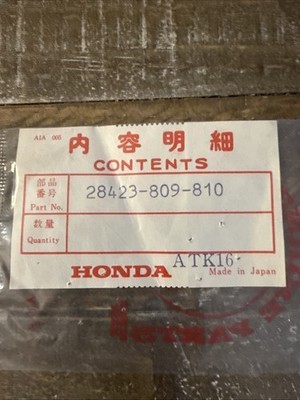 AIA 005
内容明細
CONTENTS
部品番号
Part No.
28423-809-810
数量
Quantity
HONDA
ATK16
Made in Japan